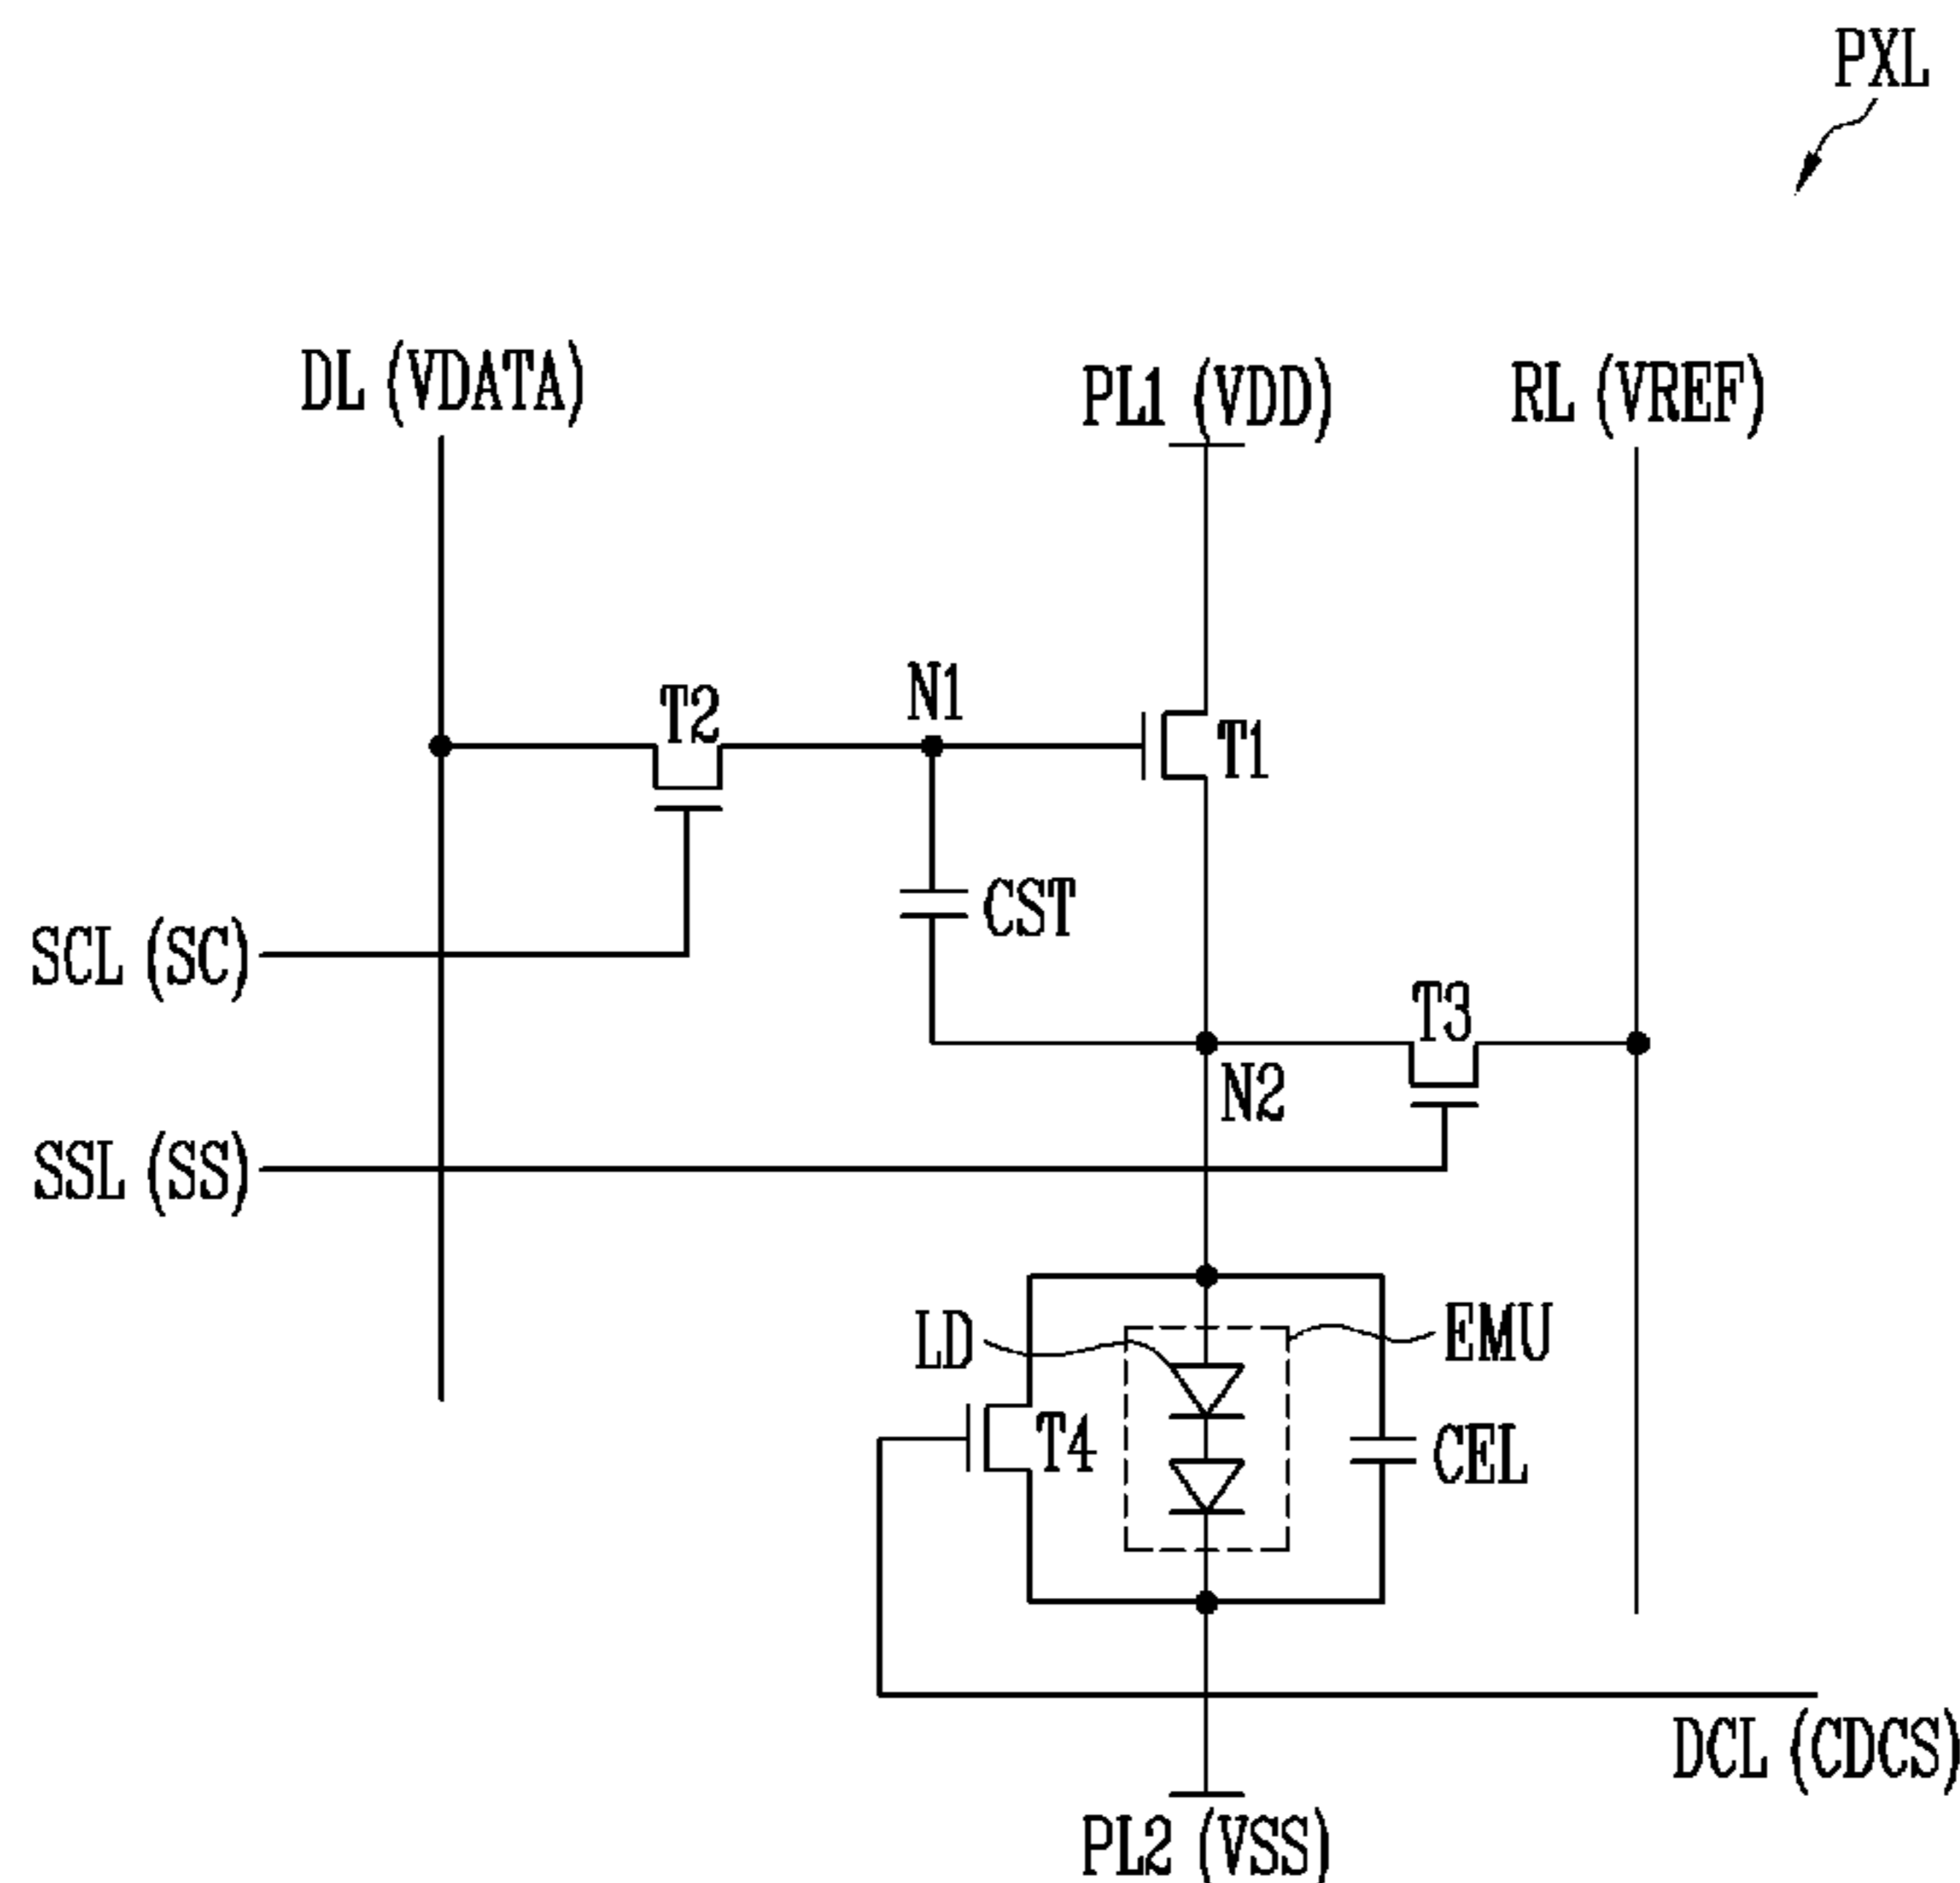 PXL
DL (VDATA)
PL1 (VDD)
RL (VREF)
T2
N1
T1
CST
SCL (SC)
T3
N2
SSL (SS)
LD
EMU
T4
CEL
DCL (CDCS)
PL2 (VSS)